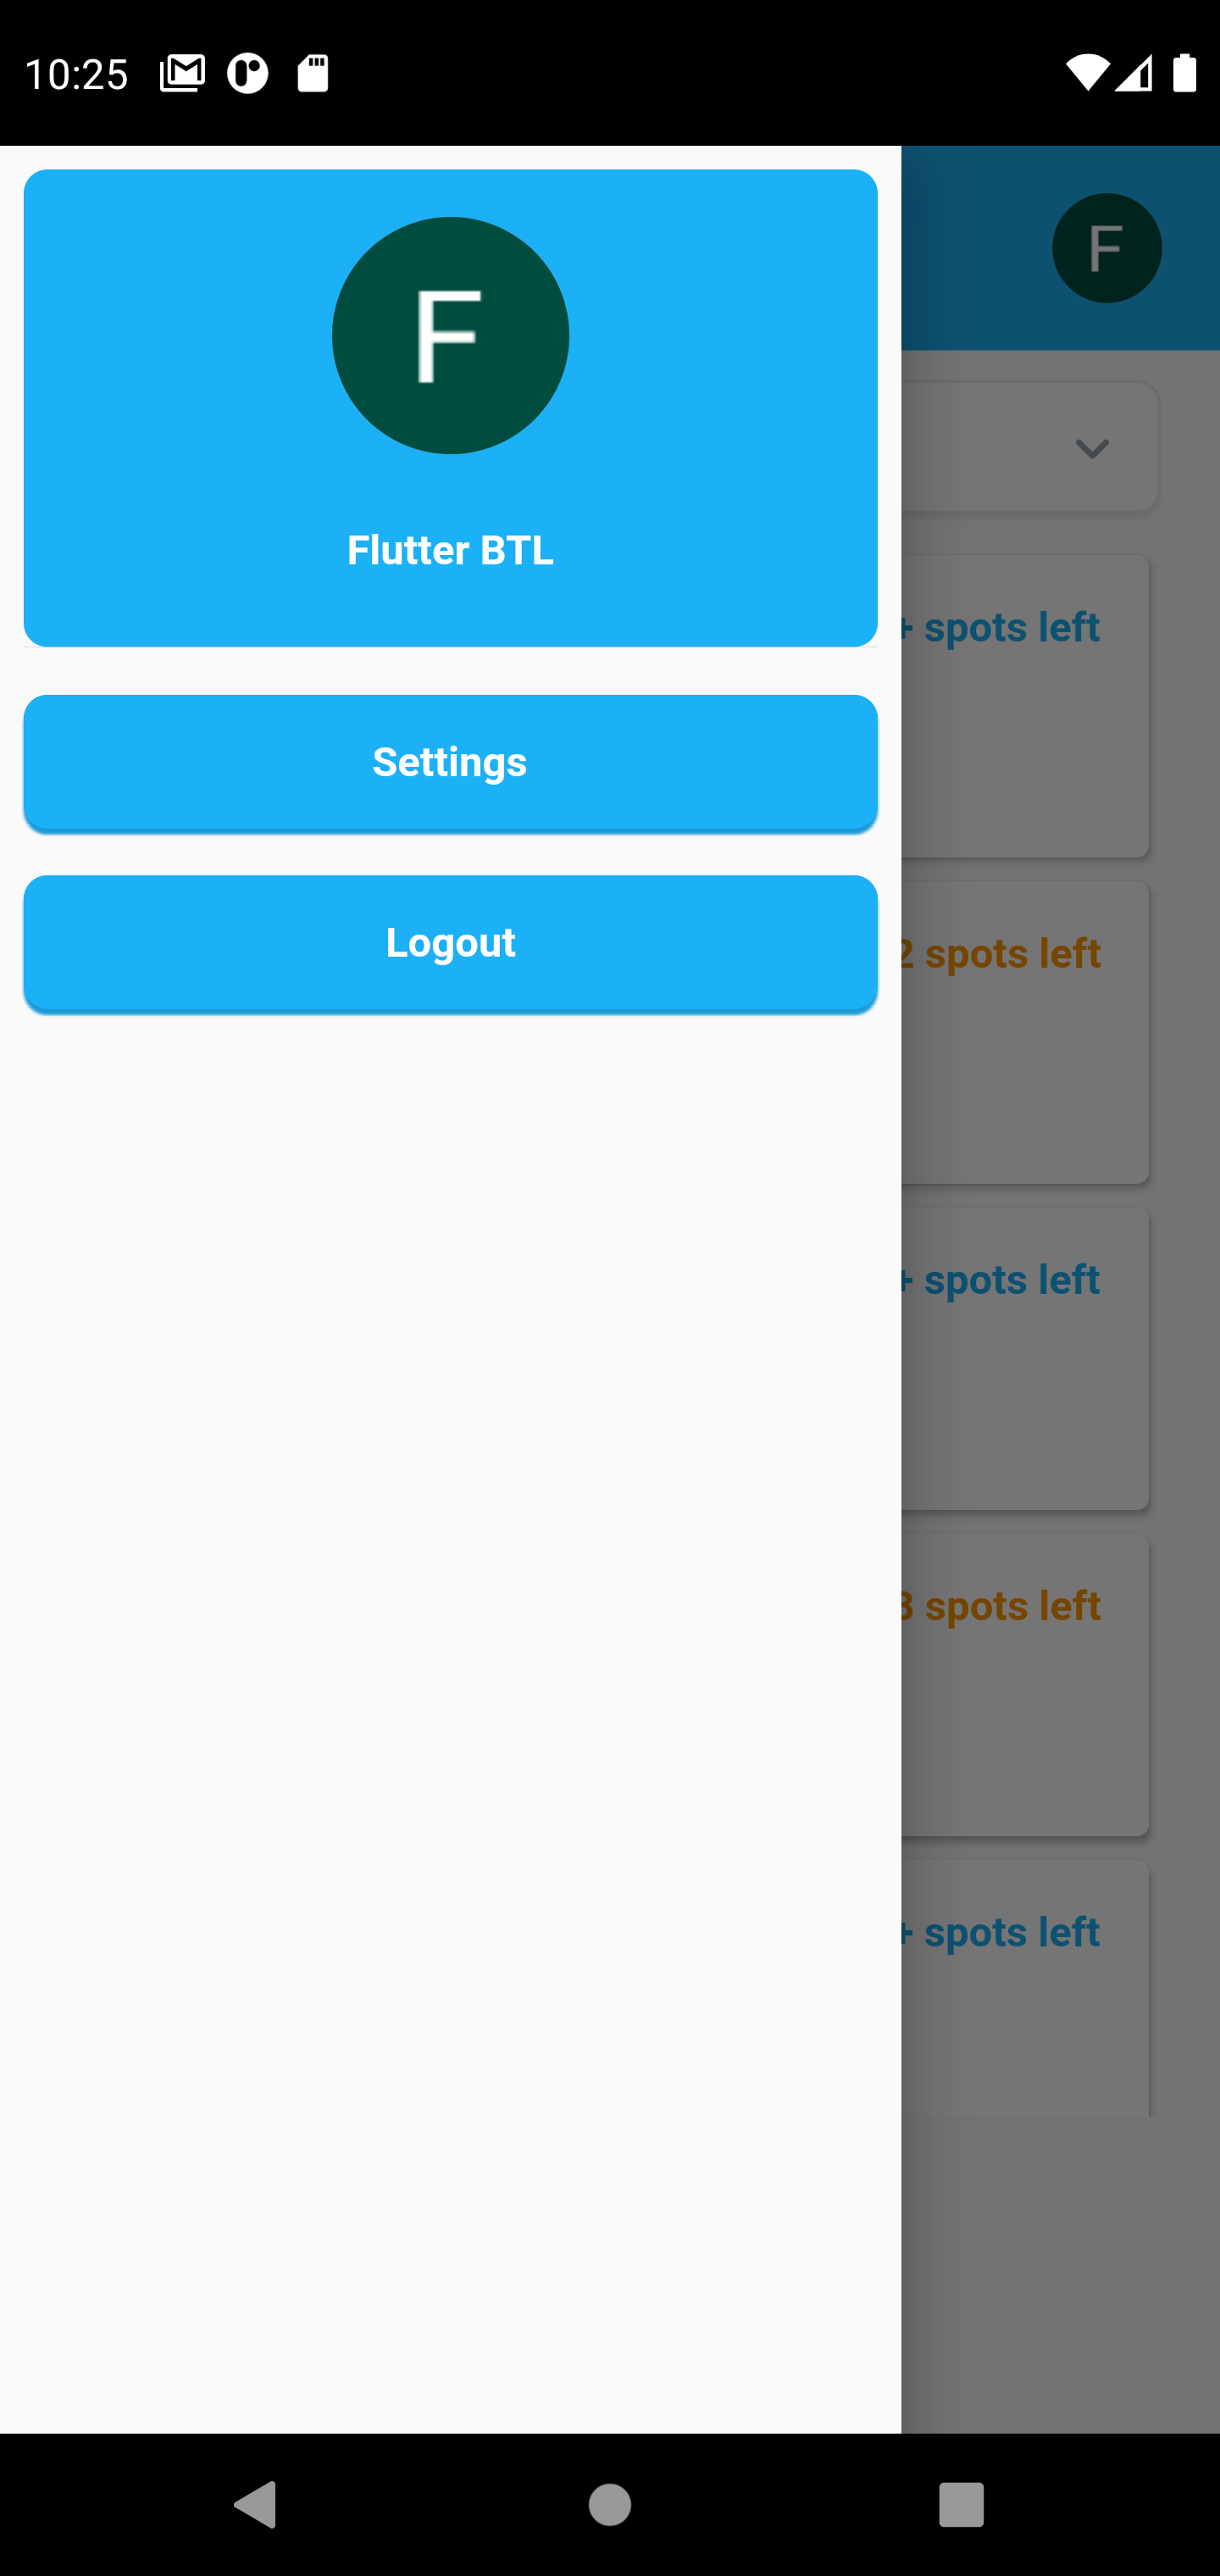 10:25
F
F
Flutter BTL
+ spots left
Settings
Logout
2 spots left
+ spots left
3 spots left
+ spots left